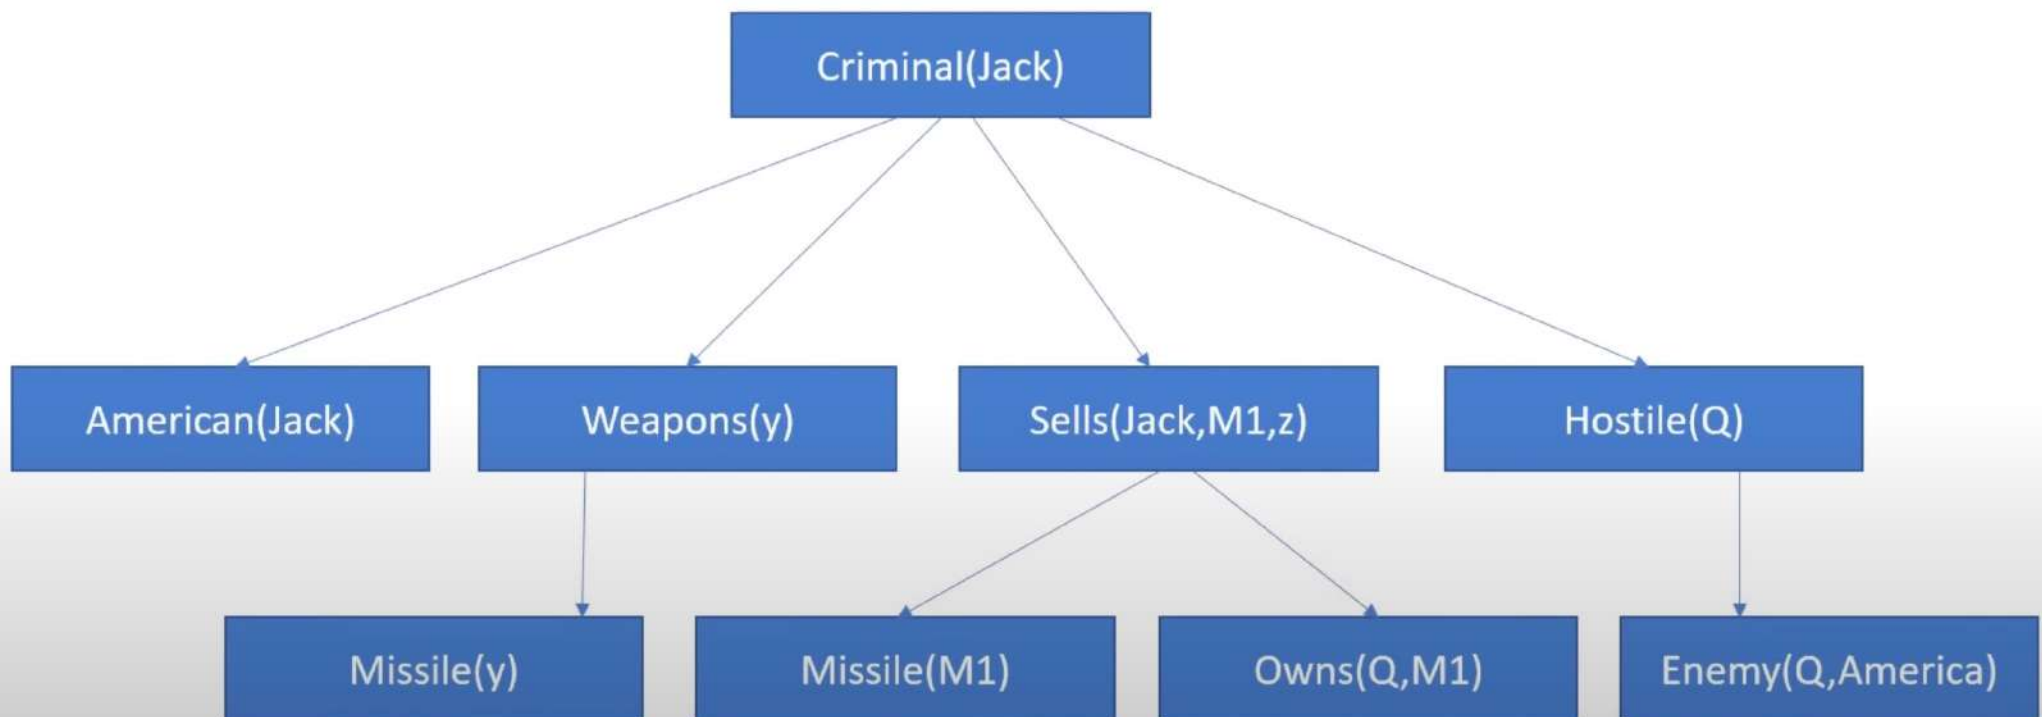 Criminal(Jack)
American(Jack)
Weapons(y)
Sells(Jack,M1,z)
Hostile(Q)
Missile(y)
Missile(M1)
Owns(Q,M1)
Enemy(Q,America)